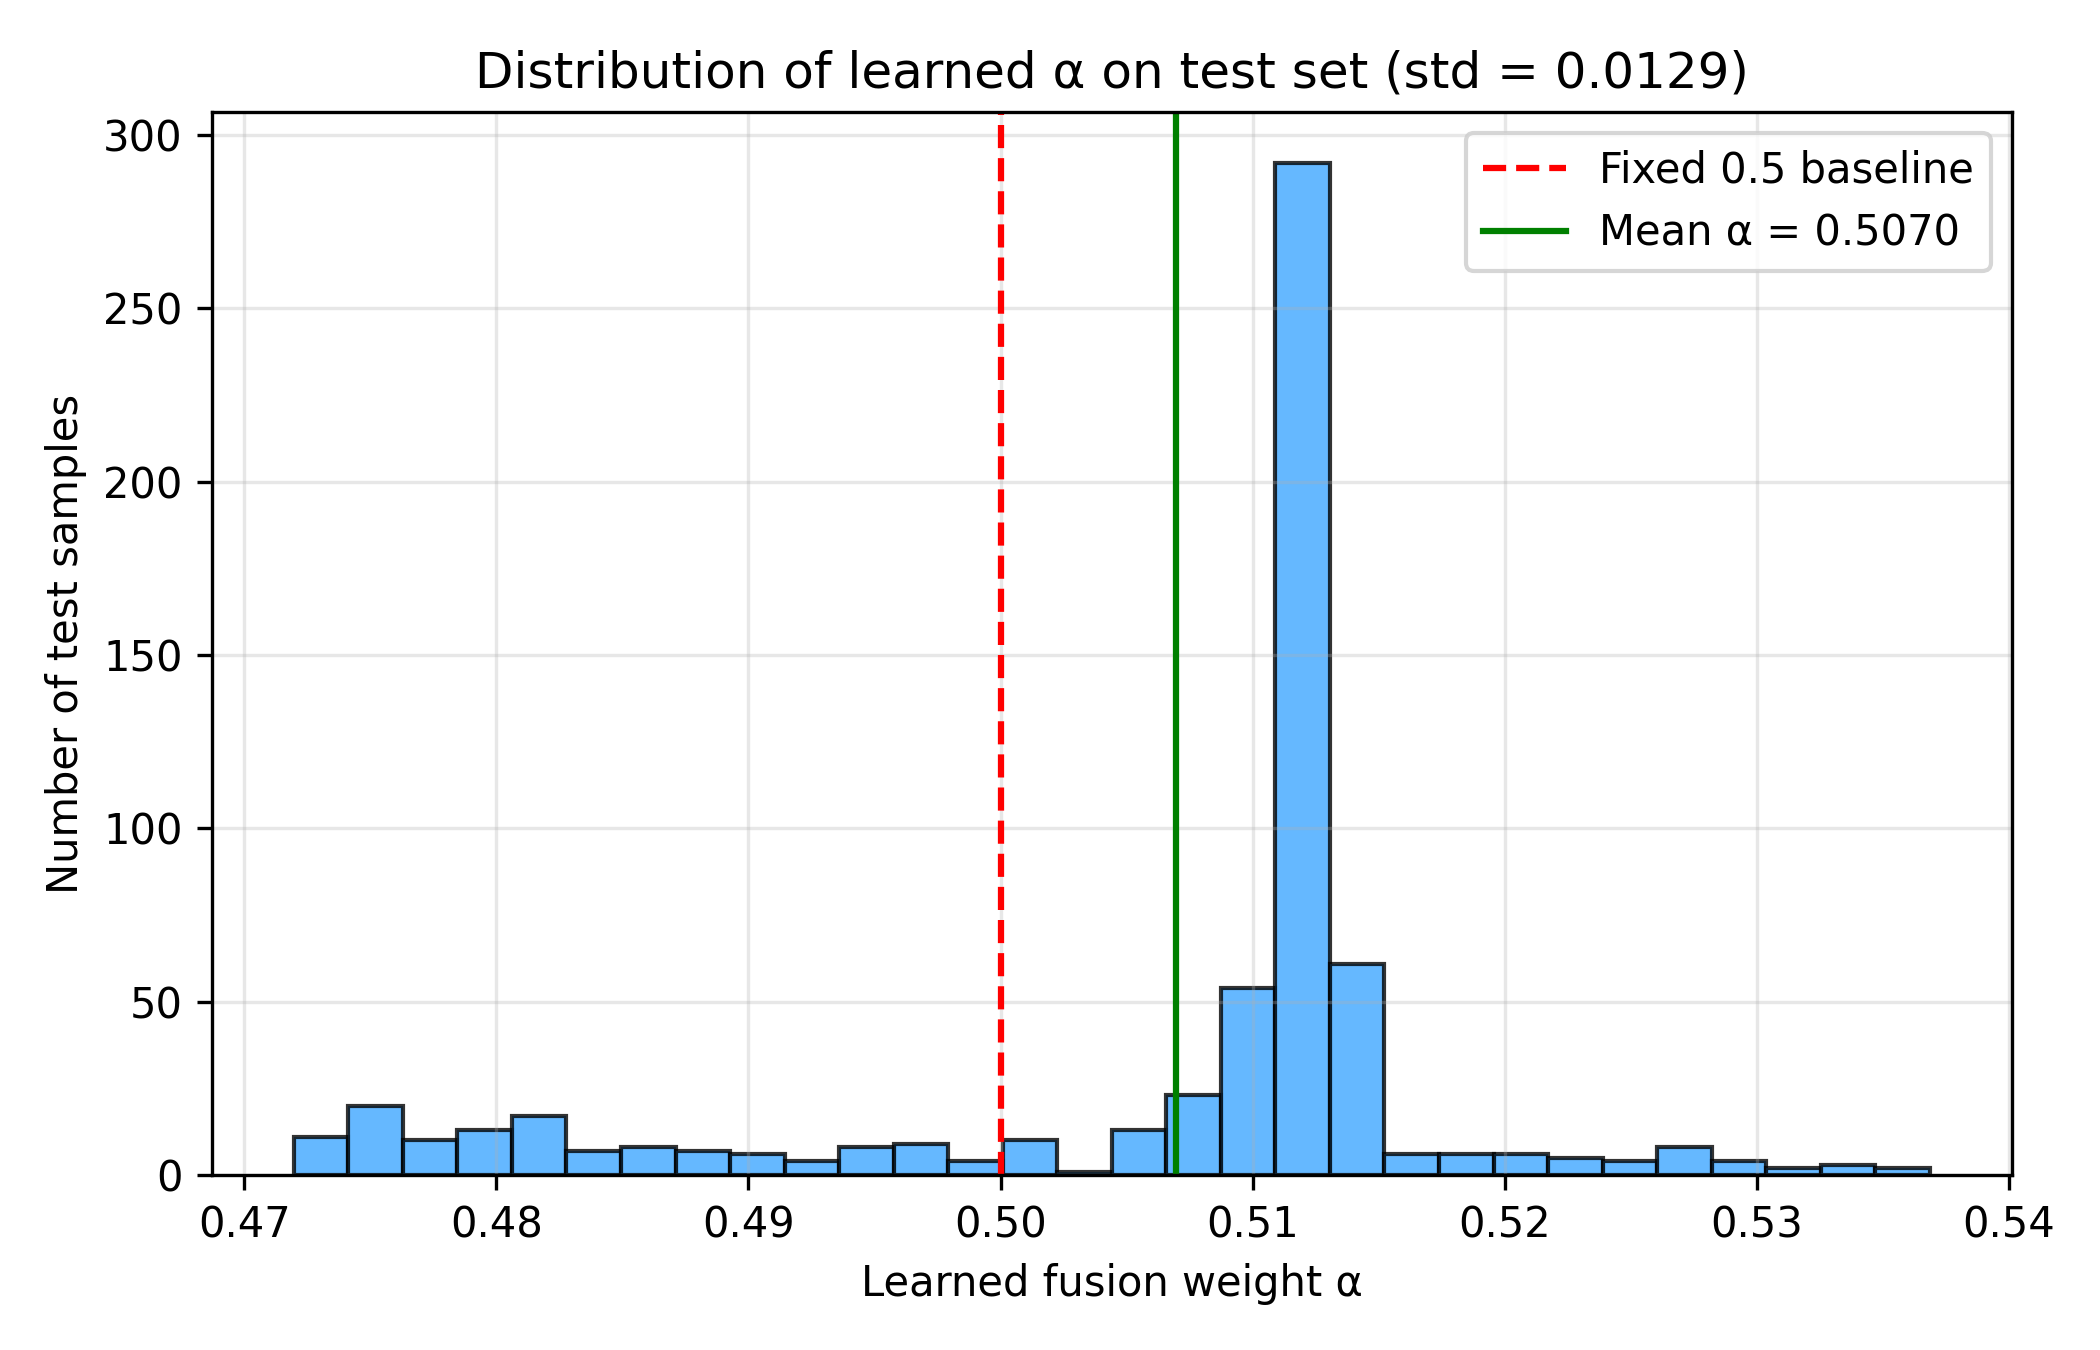 Distribution of learned α on test set (std = 0.0129)
Fixed 0.5 baseline
Mean α = 0.5070
Number of test samples
300
250
200
150
100
50
0
0.47 0.48 0.49 0.50 0.51 0.52 0.53 0.54
Learned fusion weight α